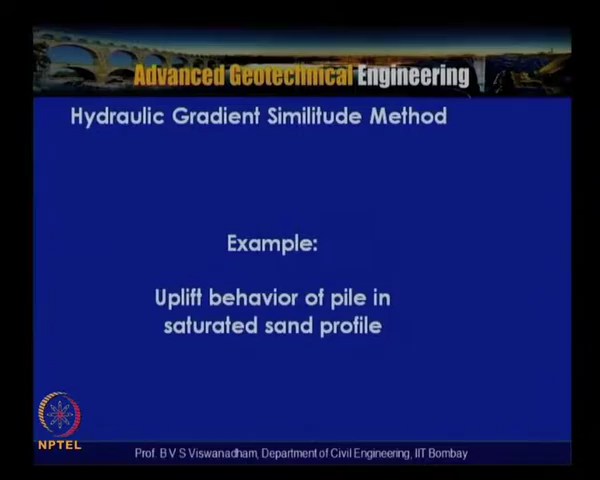 Advanced Geotechnical Engineering
Hydraulic Gradient Similitude Method
Example:
Uplift behavior of pile in
saturated sand profile
NPTEL
Prof. B V S Viswanadham, Department of Civil Engineering, IIT Bombay